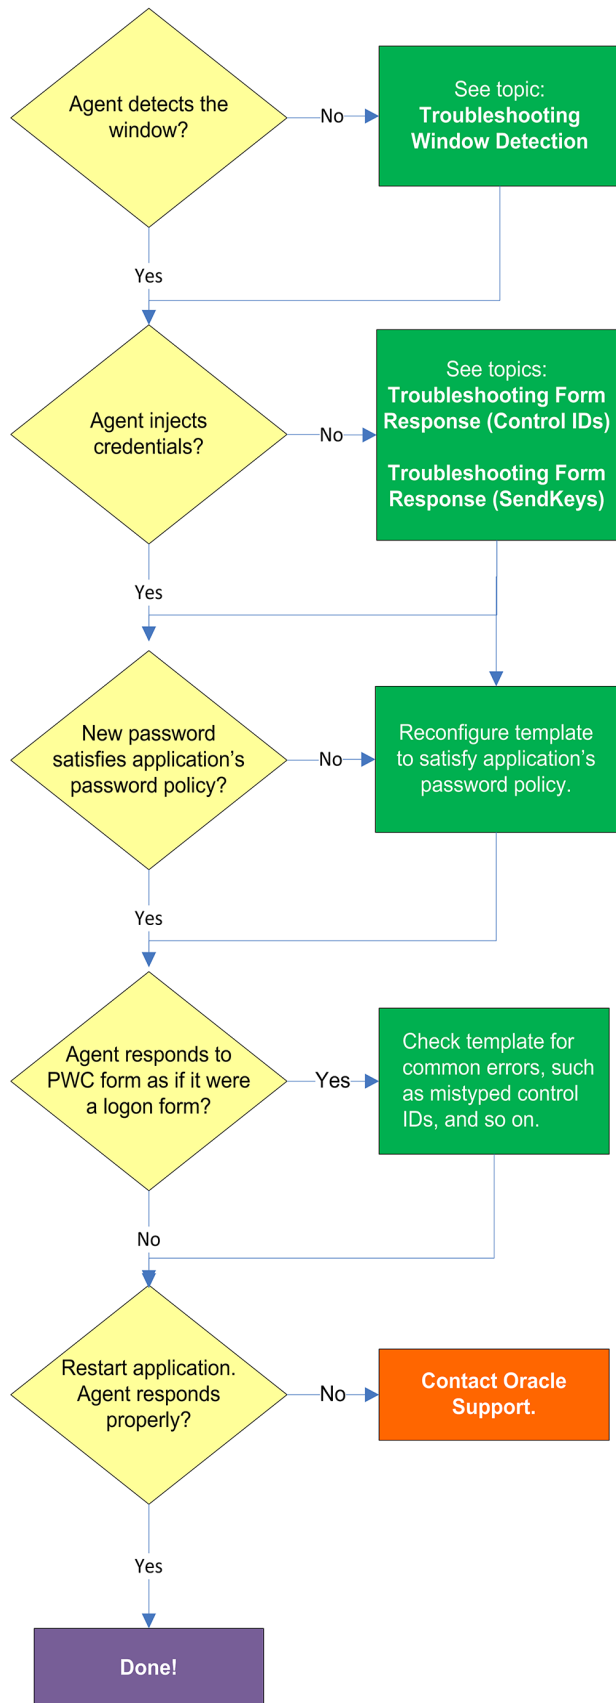 Agent detects the
window?
No
See topic:
Troubleshooting
Window Detection
Yes
Agent injects
credentials?
No
See topics:
Troubleshooting Form
Response (Control IDs)
Troubleshooting Form
Response (SendKeys)
Yes
New password
satisfies application’s
password policy?
No
Reconfigure template
to satisfy application’s
password policy.
Yes
Agent responds to
PWC form as if it were
a logon form?
Yes
Check template for
common errors, such
as mistyped control
IDs, and so on.
No
Restart application.
Agent responds
properly?
No
Contact Oracle
Support.
Yes
Done!